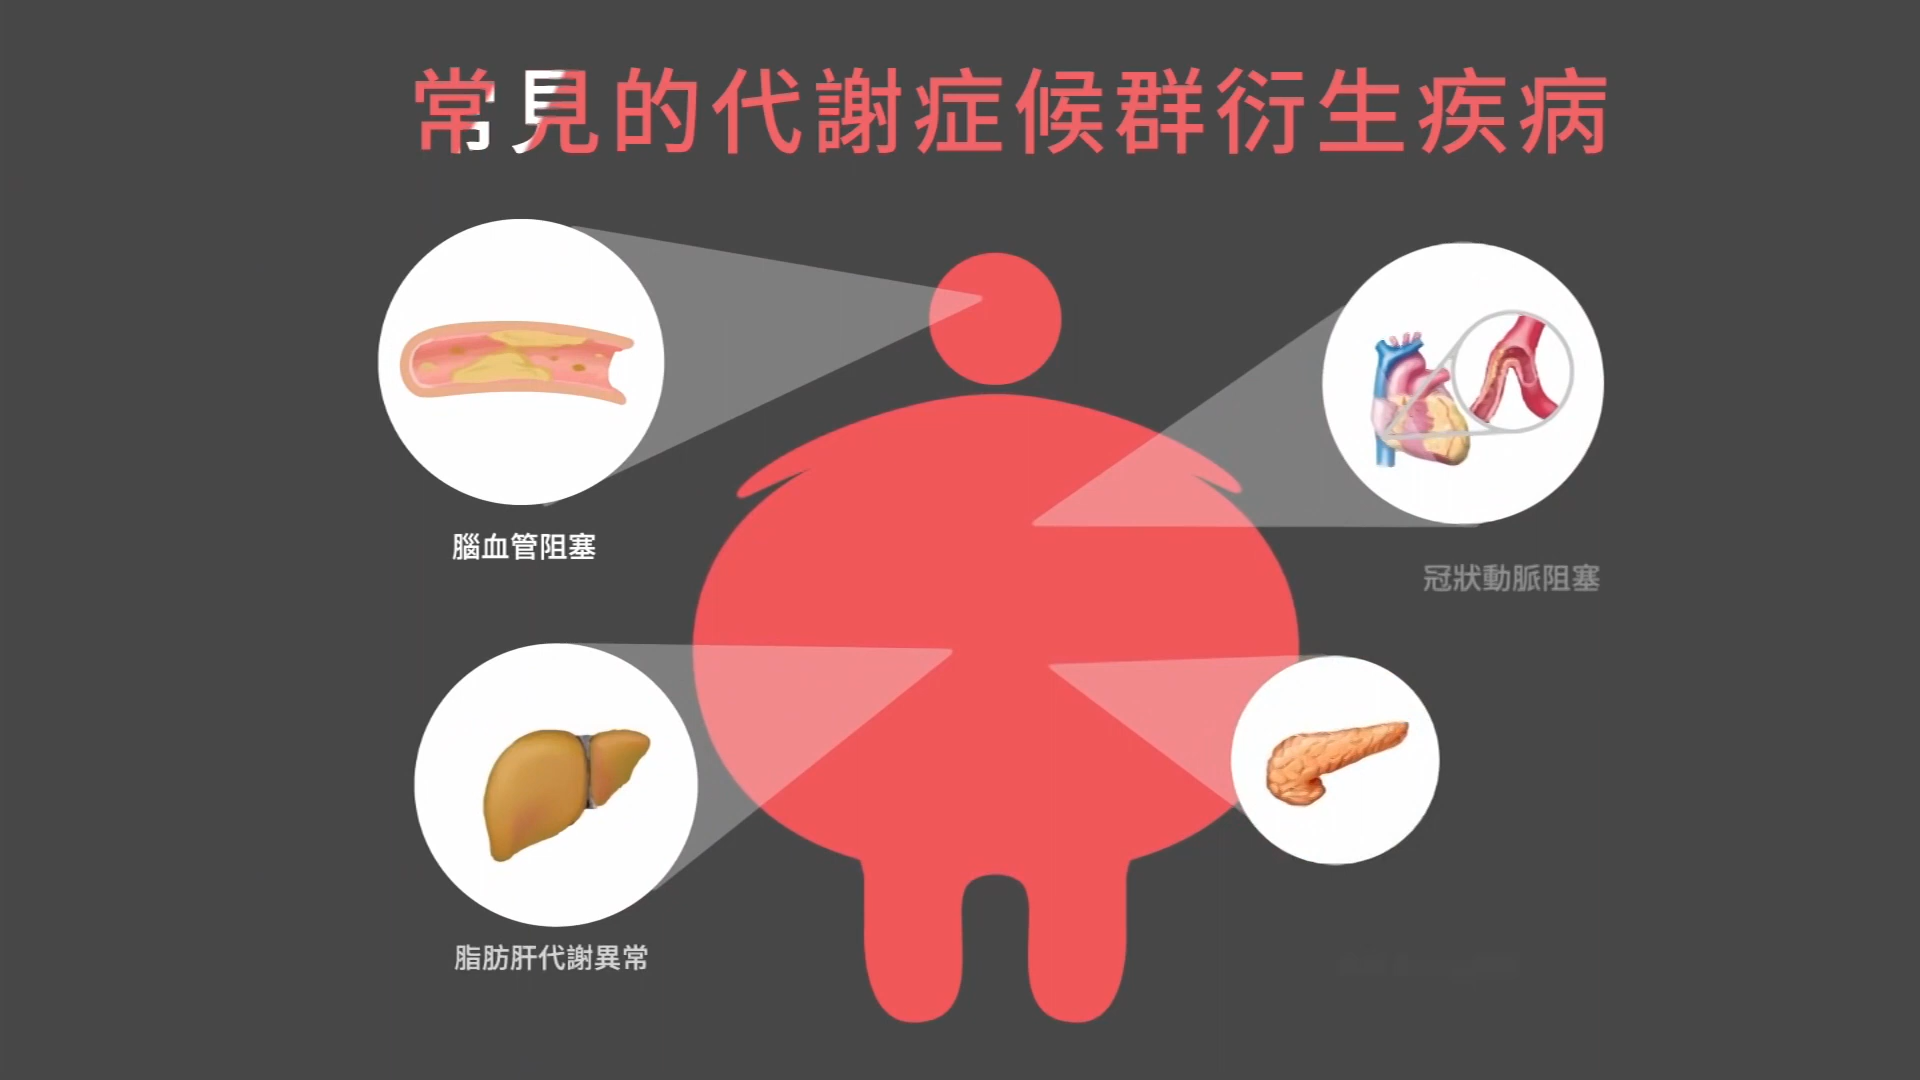 常見的代謝症候群衍生疾病
腦血管阻塞
冠狀動脈阻塞
脂肪肝代謝異常